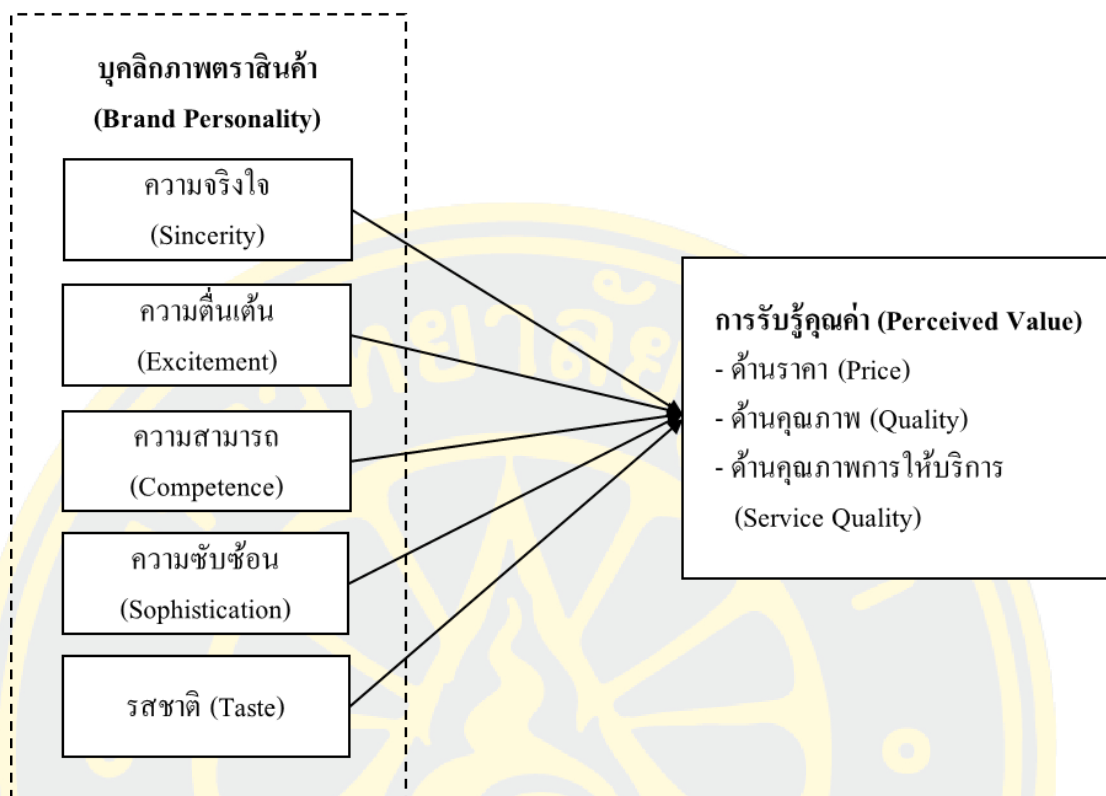 บุคลิกภาพตราสินค้า
(Brand Personality)
ความจริงใจ
(Sincerity)
ความตื่นเต้น
(Excitement)
ความสามารถ
(Competence)
ความซับซ้อน
(Sophistication)
รสชาติ (Taste)
การรับรู้คุณค่า (Perceived Value)
- ด้านราคา (Price)
- ด้านคุณภาพ (Quality)
- ด้านคุณภาพการให้บริการ
(Service Quality)